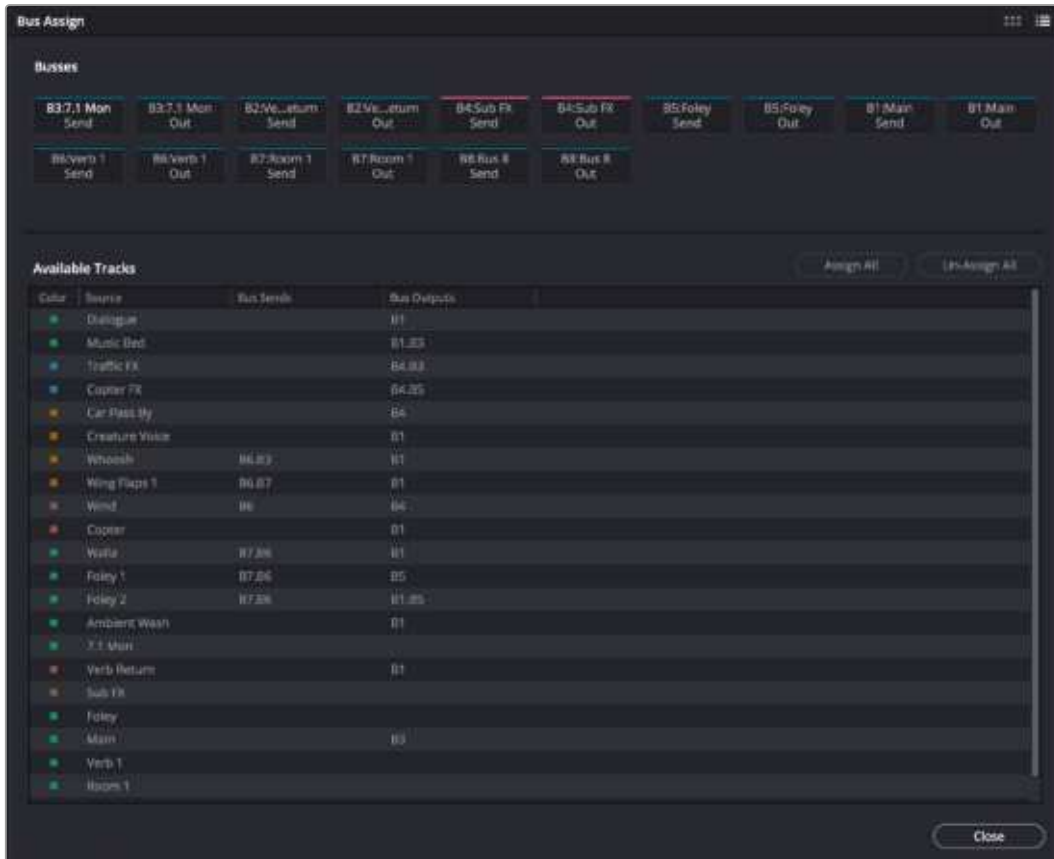 Bus Assign
Busses
B3:7.1 Mon Send
B3:7.1 Mon Out
B2:Ve...eturn Send
B2:Ve...eturn Out
B4:Sub FX Send
B4:Sub FX Out
B5:Foley Send
B5:Foley Out
B1:Main Send
B1:Main Out
B6:Verb 1 Send
B6:Verb 1 Out
B7:Room 1 Send
B7:Room 1 Out
B8:Bus 8 Send
B8:Bus 8 Out
Available Tracks
Assign All
Un-Assign All
Color Source Bus Sends Bus Outputs
Dialogue B1
Music Bed B1,B3
Traffic FX B4,B3
Copter FX B4,B5
Car Pass By B4
Creature Voice B1
Whoosh B6,B3 B1
Wing Flaps 1 B6,B7 B1
Wind B6 B4
Copter B1
Walla B7,B6 B1
Foley 1 B7,B6 B5
Foley 2 B7,B6 B1,B5
Ambient Wash B1
7.1 Mon
Verb Return B1
Sub FX
Foley
Main B3
Verb 1
Room 1
Close